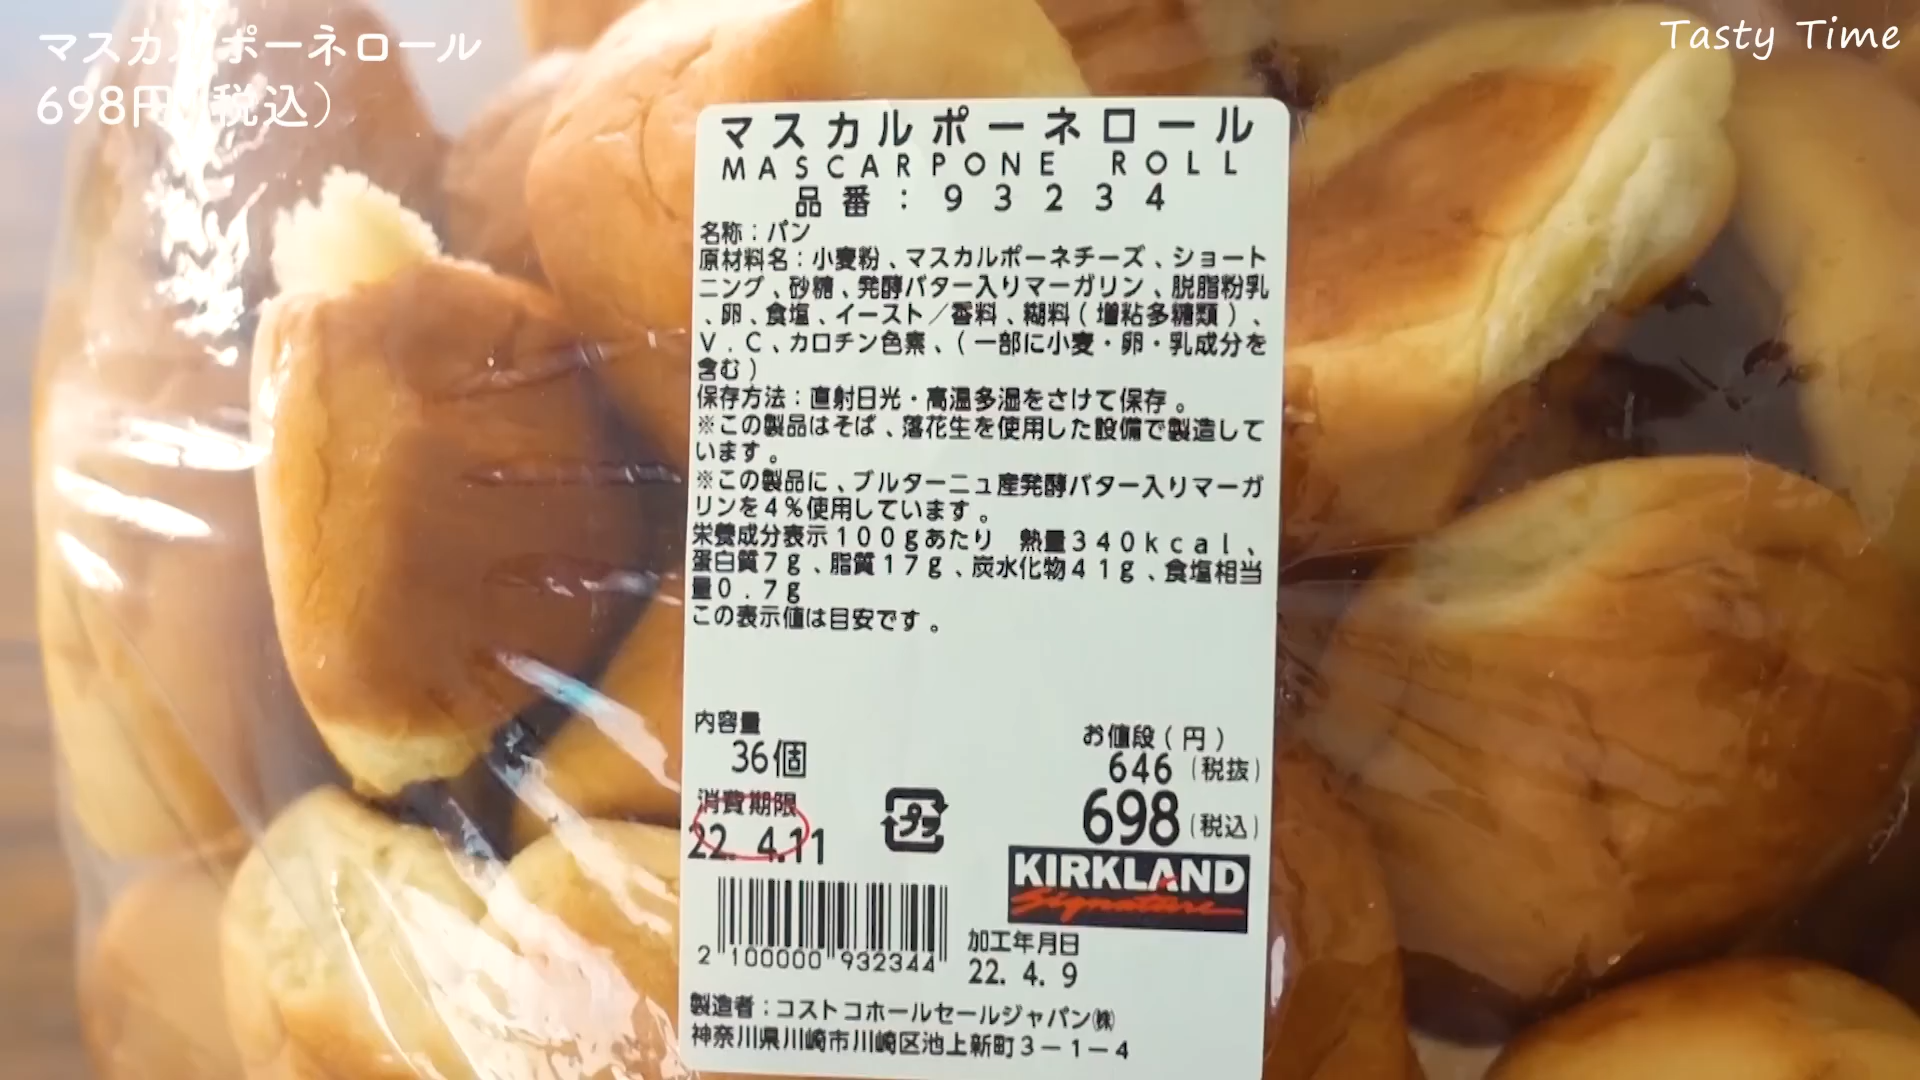 マスカルポーネロール
698円(税込)
Tasty Time
マスカルポーネロール
MASCARPONE ROLL
品番:93234
名称:パン
原材料名:小麦粉、マスカルポーネチーズ、ショート
ニング、砂糖、発酵バター入りマーガリン、脱脂粉乳
、卵、食塩、イースト/香料、糊料(増粘多糖類)、
V.C、カロチン色素、(一部に小麦・卵・乳成分を
含む)
保存方法:直射日光・高温多湿をさけて保存。
※この製品はそば、落花生を使用した設備で製造して
います。
※この製品に、ブルターニュ産発酵バター入りマーガ
リンを4%使用しています。
栄養成分表示100gあたり 熱量340kcal、
蛋白質7g、脂質17g、炭水化物41g、食塩相当
量0.7g
この表示値は目安です。
内容量
36個
お値段(円)
646(税抜)
698(税込)
消費期限
22. 4.11
プラ
KIRKLAND
Signature
2 100000 932344
加工年月日
22. 4. 9
製造者:コストコホールセールジャパン㈱
神奈川県川崎市川崎区池上新町3-1-4